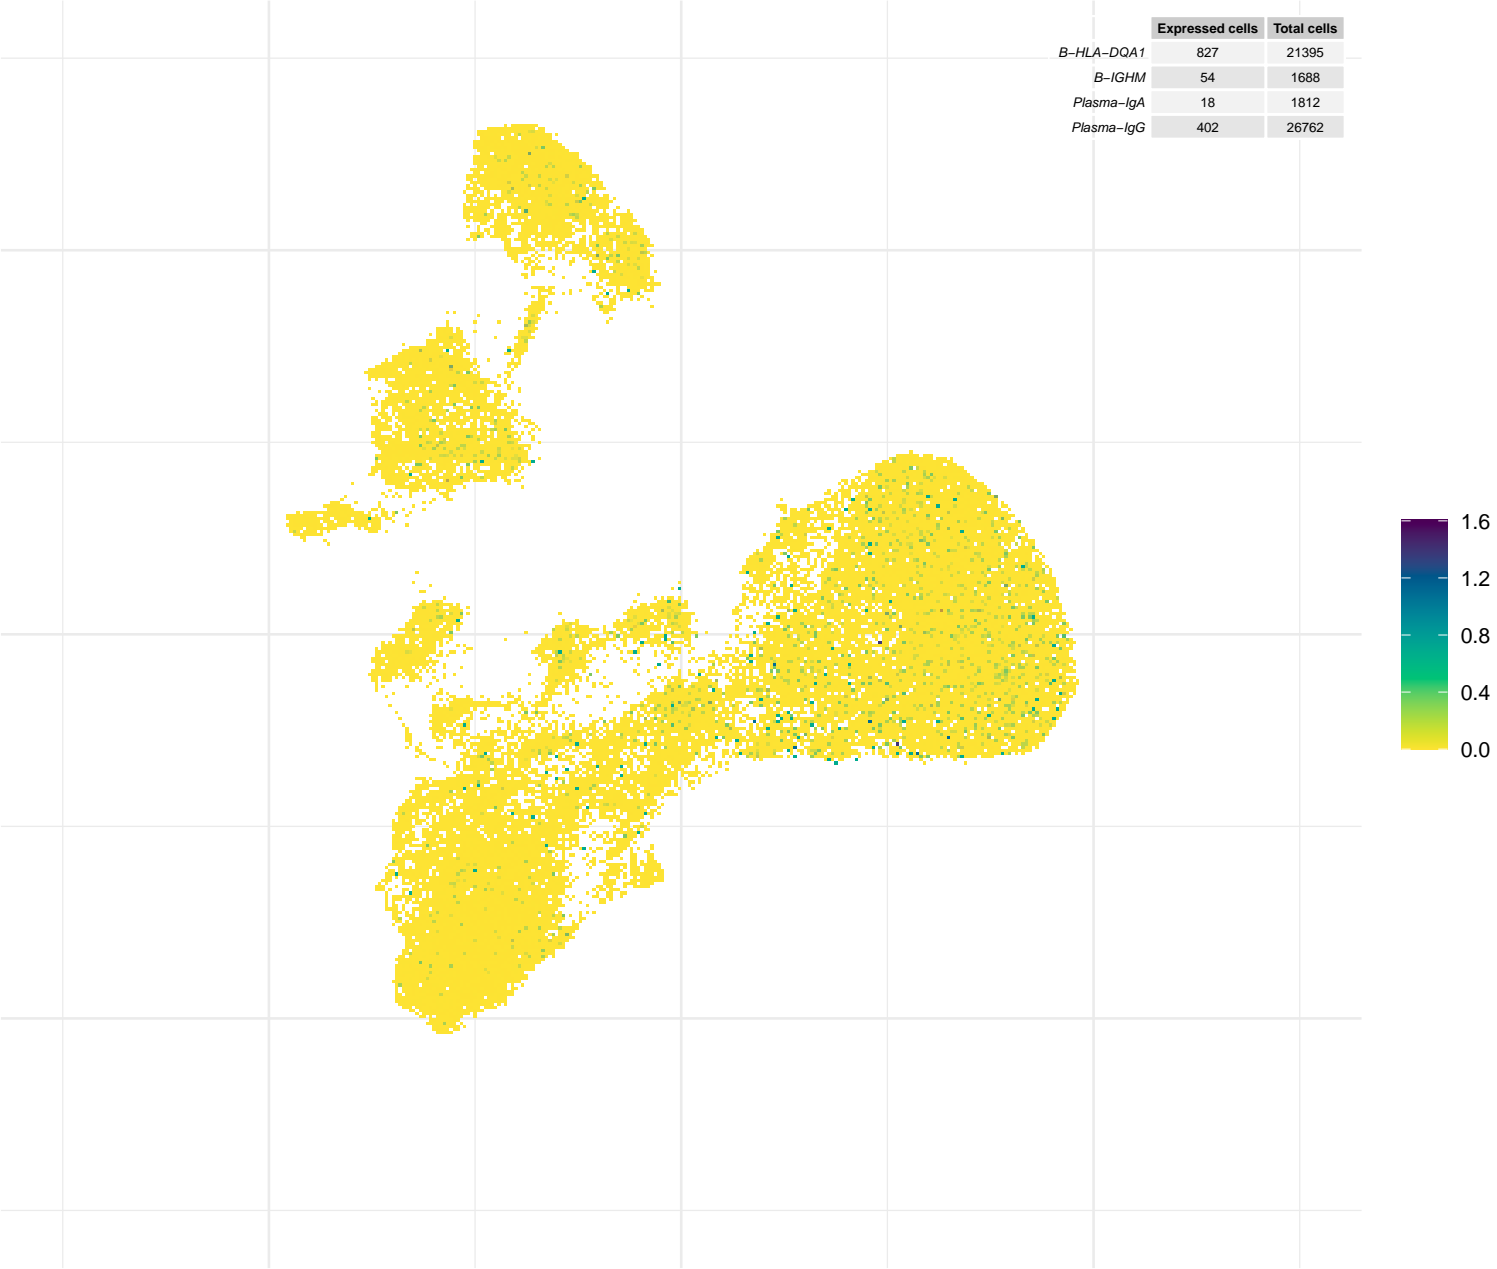 Expressed cells Total cells
B−HLA−DQA1 827 21395
B−IGHM 54 1688
Plasma−IgA 18 1812
Plasma−IgG 402 26762
1.6
1.2
0.8
0.4
0.0